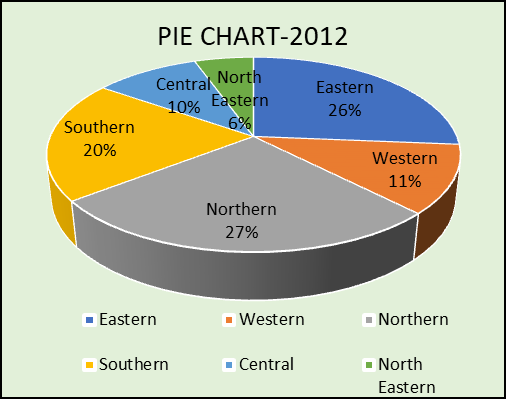 PIE CHART-2012
Eastern
26%
Western
11%
Northern
27%
Southern
20%
Central
10%
North
Eastern
6%
Eastern
Western
Northern
Southern
Central
North
Eastern